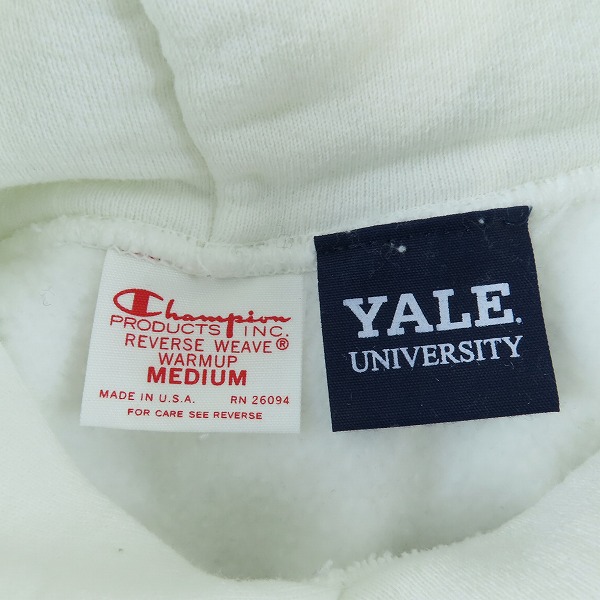 Champion
PRODUCTS INC.
REVERSE WEAVE®
WARMUP
MEDIUM
MADE IN U.S.A. RN 26094
FOR CARE SEE REVERSE
YALE.
UNIVERSITY